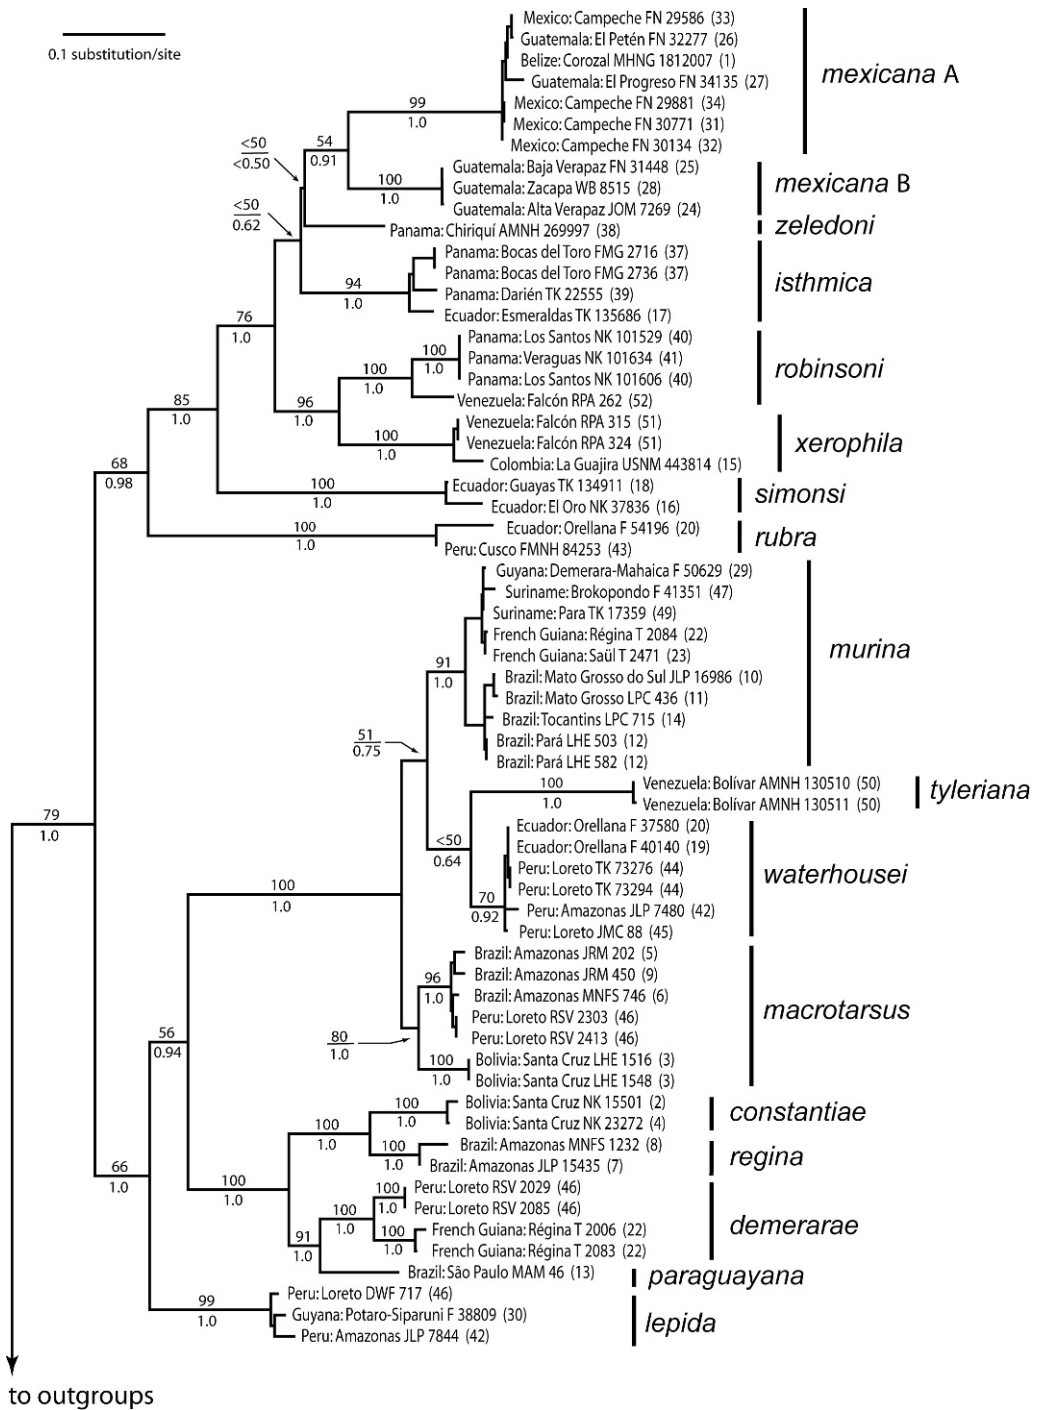 0.1 substitution/site
Mexico: Campeche FN 29586 (33)
Guatemala: El Petén FN 32277 (26)
Belize: Corozal MHNG 1812007 (1)
Guatemala: El Progreso FN 34135 (27)
mexicana A
99
1.0
Mexico: Campeche FN 29881 (34)
Mexico: Campeche FN 30771 (31)
Mexico: Campeche FN 30134 (32)
<50
<0.50
54
0.91
Guatemala: Baja Verapaz FN 31448 (25)
100
1.0
Guatemala: Zacapa WB 8515 (28)
mexicana B
Guatemala: Alta Verapaz JOM 7269 (24)
<50
0.62
Panama: Chiriquí AMNH 269997 (38)
zeledoni
Panama: Bocas del Toro FMG 2716 (37)
Panama: Bocas del Toro FMG 2736 (37)
isthmica
94
1.0
Panama: Darién TK 22555 (39)
Ecuador: Esmeraldas TK 135686 (17)
76
1.0
Panama: Los Santos NK 101529 (40)
100
1.0
Panama: Veraguas NK 101634 (41)
robinsoni
100
1.0
Panama: Los Santos NK 101606 (40)
Venezuela: Falcón RPA 262 (52)
85
1.0
96
1.0
Venezuela: Falcón RPA 315 (51)
100
1.0
Venezuela: Falcón RPA 324 (51)
xerophila
Colombia: La Guajira USNM 443814 (15)
68
0.98
100
1.0
Ecuador: Guayas TK 134911 (18)
simonsi
Ecuador: El Oro NK 37836 (16)
100
1.0
Ecuador: Orellana F 54196 (20)
rubra
Peru: Cusco FMNH 84253 (43)
Guyana: Demerara-Mahaica F 50629 (29)
Suriname: Brokopondo F 41351 (47)
Suriname: Para TK 17359 (49)
French Guiana: Régina T 2084 (22)
murina
French Guiana: Saül T 2471 (23)
91
1.0
Brazil: Mato Grosso do Sul JLP 16986 (10)
Brazil: Mato Grosso LPC 436 (11)
Brazil: Tocantins LPC 715 (14)
51
0.75
Brazil: Pará LHE 503 (12)
Brazil: Pará LHE 582 (12)
100
1.0
Venezuela: Bolívar AMNH 130510 (50)
tyleriana
Venezuela: Bolívar AMNH 130511 (50)
79
1.0
Ecuador: Orellana F 37580 (20)
<50
0.64
Ecuador: Orellana F 40140 (19)
Peru: Loreto TK 73276 (44)
waterhousei
Peru: Loreto TK 73294 (44)
100
1.0
70
0.92
Peru: Amazonas JLP 7480 (42)
Peru: Loreto JMC 88 (45)
Brazil: Amazonas JRM 202 (5)
Brazil: Amazonas JRM 450 (9)
96
1.0
Brazil: Amazonas MNFS 746 (6)
macrotarsus
Peru: Loreto RSV 2303 (46)
Peru: Loreto RSV 2413 (46)
80
1.0
56
0.94
100
1.0
Bolivia: Santa Cruz LHE 1516 (3)
Bolivia: Santa Cruz LHE 1548 (3)
100
1.0
Bolivia: Santa Cruz NK 15501 (2)
constantiae
Bolivia: Santa Cruz NK 23272 (4)
100
1.0
100
1.0
Brazil: Amazonas MNFS 1232 (8)
regina
Brazil: Amazonas JLP 15435 (7)
66
1.0
100
1.0
100
1.0
Peru: Loreto RSV 2029 (46)
Peru: Loreto RSV 2085 (46)
100
1.0
demerarae
100
1.0
French Guiana: Régina T 2006 (22)
French Guiana: Régina T 2083 (22)
91
1.0
Brazil: São Paulo MAM 46 (13)
paraguayana
Peru: Loreto DWF 717 (46)
99
1.0
Guyana: Potaro-Siparuni F 38809 (30)
lepida
Peru: Amazonas JLP 7844 (42)
to outgroups